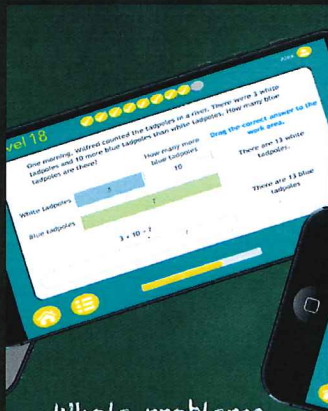 Level 18
One morning, Wilfred counted the tadpoles in a river. There were 3 white
tadpoles and 10 more blue tadpoles than white tadpoles. How many blue
tadpoles are there?
Drag the correct answer to the
work area.
How many more
blue tadpoles
White tadpoles
3
10
There are 13 white
tadpoles.
Blue tadpoles
?
There are 13 blue
tadpoles
3 + 10 = ?
Whole problems